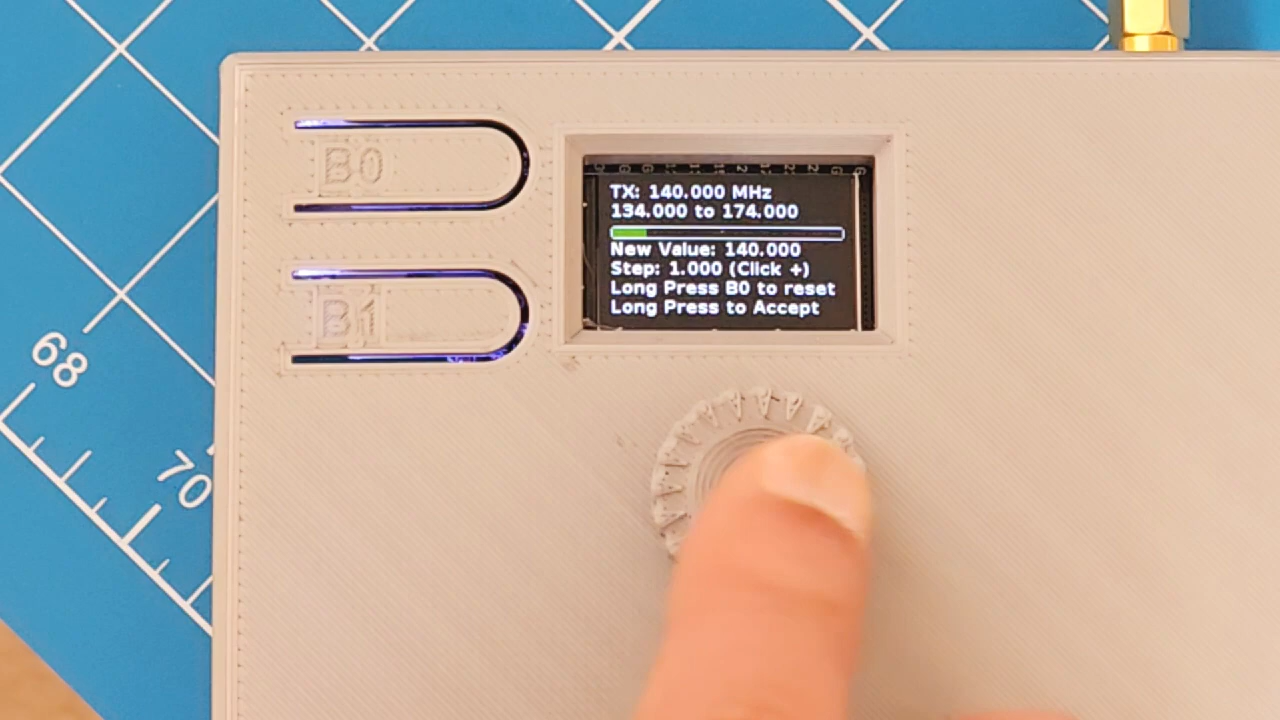 B0
TX: 140.000 MHz
134.000 to 174.000
New Value: 140.000
Step: 1.000 (Click +)
Long Press B0 to reset
Long Press to Accept
B1
68
70